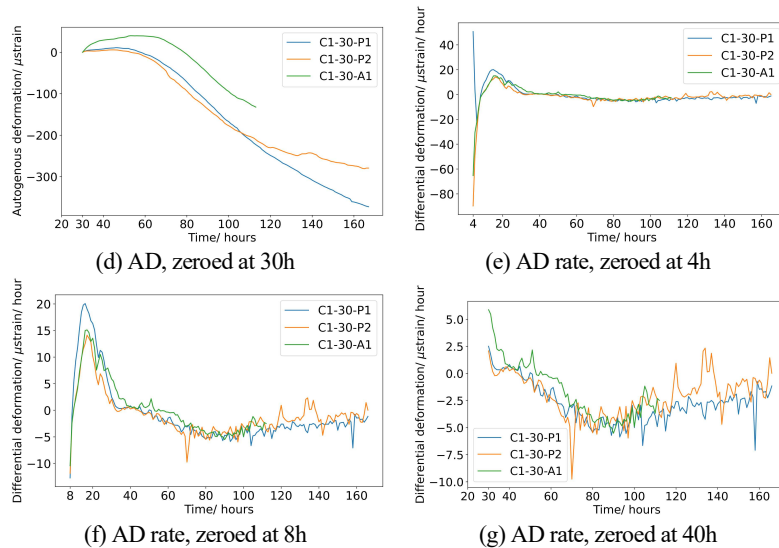 Autogenous deformation/ μstrain
0
−100
−200
−300
20 30 40 60 80 100 120 140 160
Time/ hours
C1-30-P1
C1-30-P2
C1-30-A1
(d) AD, zeroed at 30h
Differential deformation/ μstrain/ hour
40
20
0
−20
−40
−60
−80
4 20 40 60 80 100 120 140 160
Time/ hours
C1-30-P1
C1-30-P2
C1-30-A1
(e) AD rate, zeroed at 4h
Differential deformation/ μstrain/ hour
20
15
10
5
0
−5
−10
8 20 40 60 80 100 120 140 160
Time/ hours
C1-30-P1
C1-30-P2
C1-30-A1
(f) AD rate, zeroed at 8h
Differential deformation/ μstrain/ hour
5.0
2.5
0.0
−2.5
−5.0
−7.5
−10.0
20 30 40 60 80 100 120 140 160
Time/ hours
C1-30-P1
C1-30-P2
C1-30-A1
(g) AD rate, zeroed at 40h